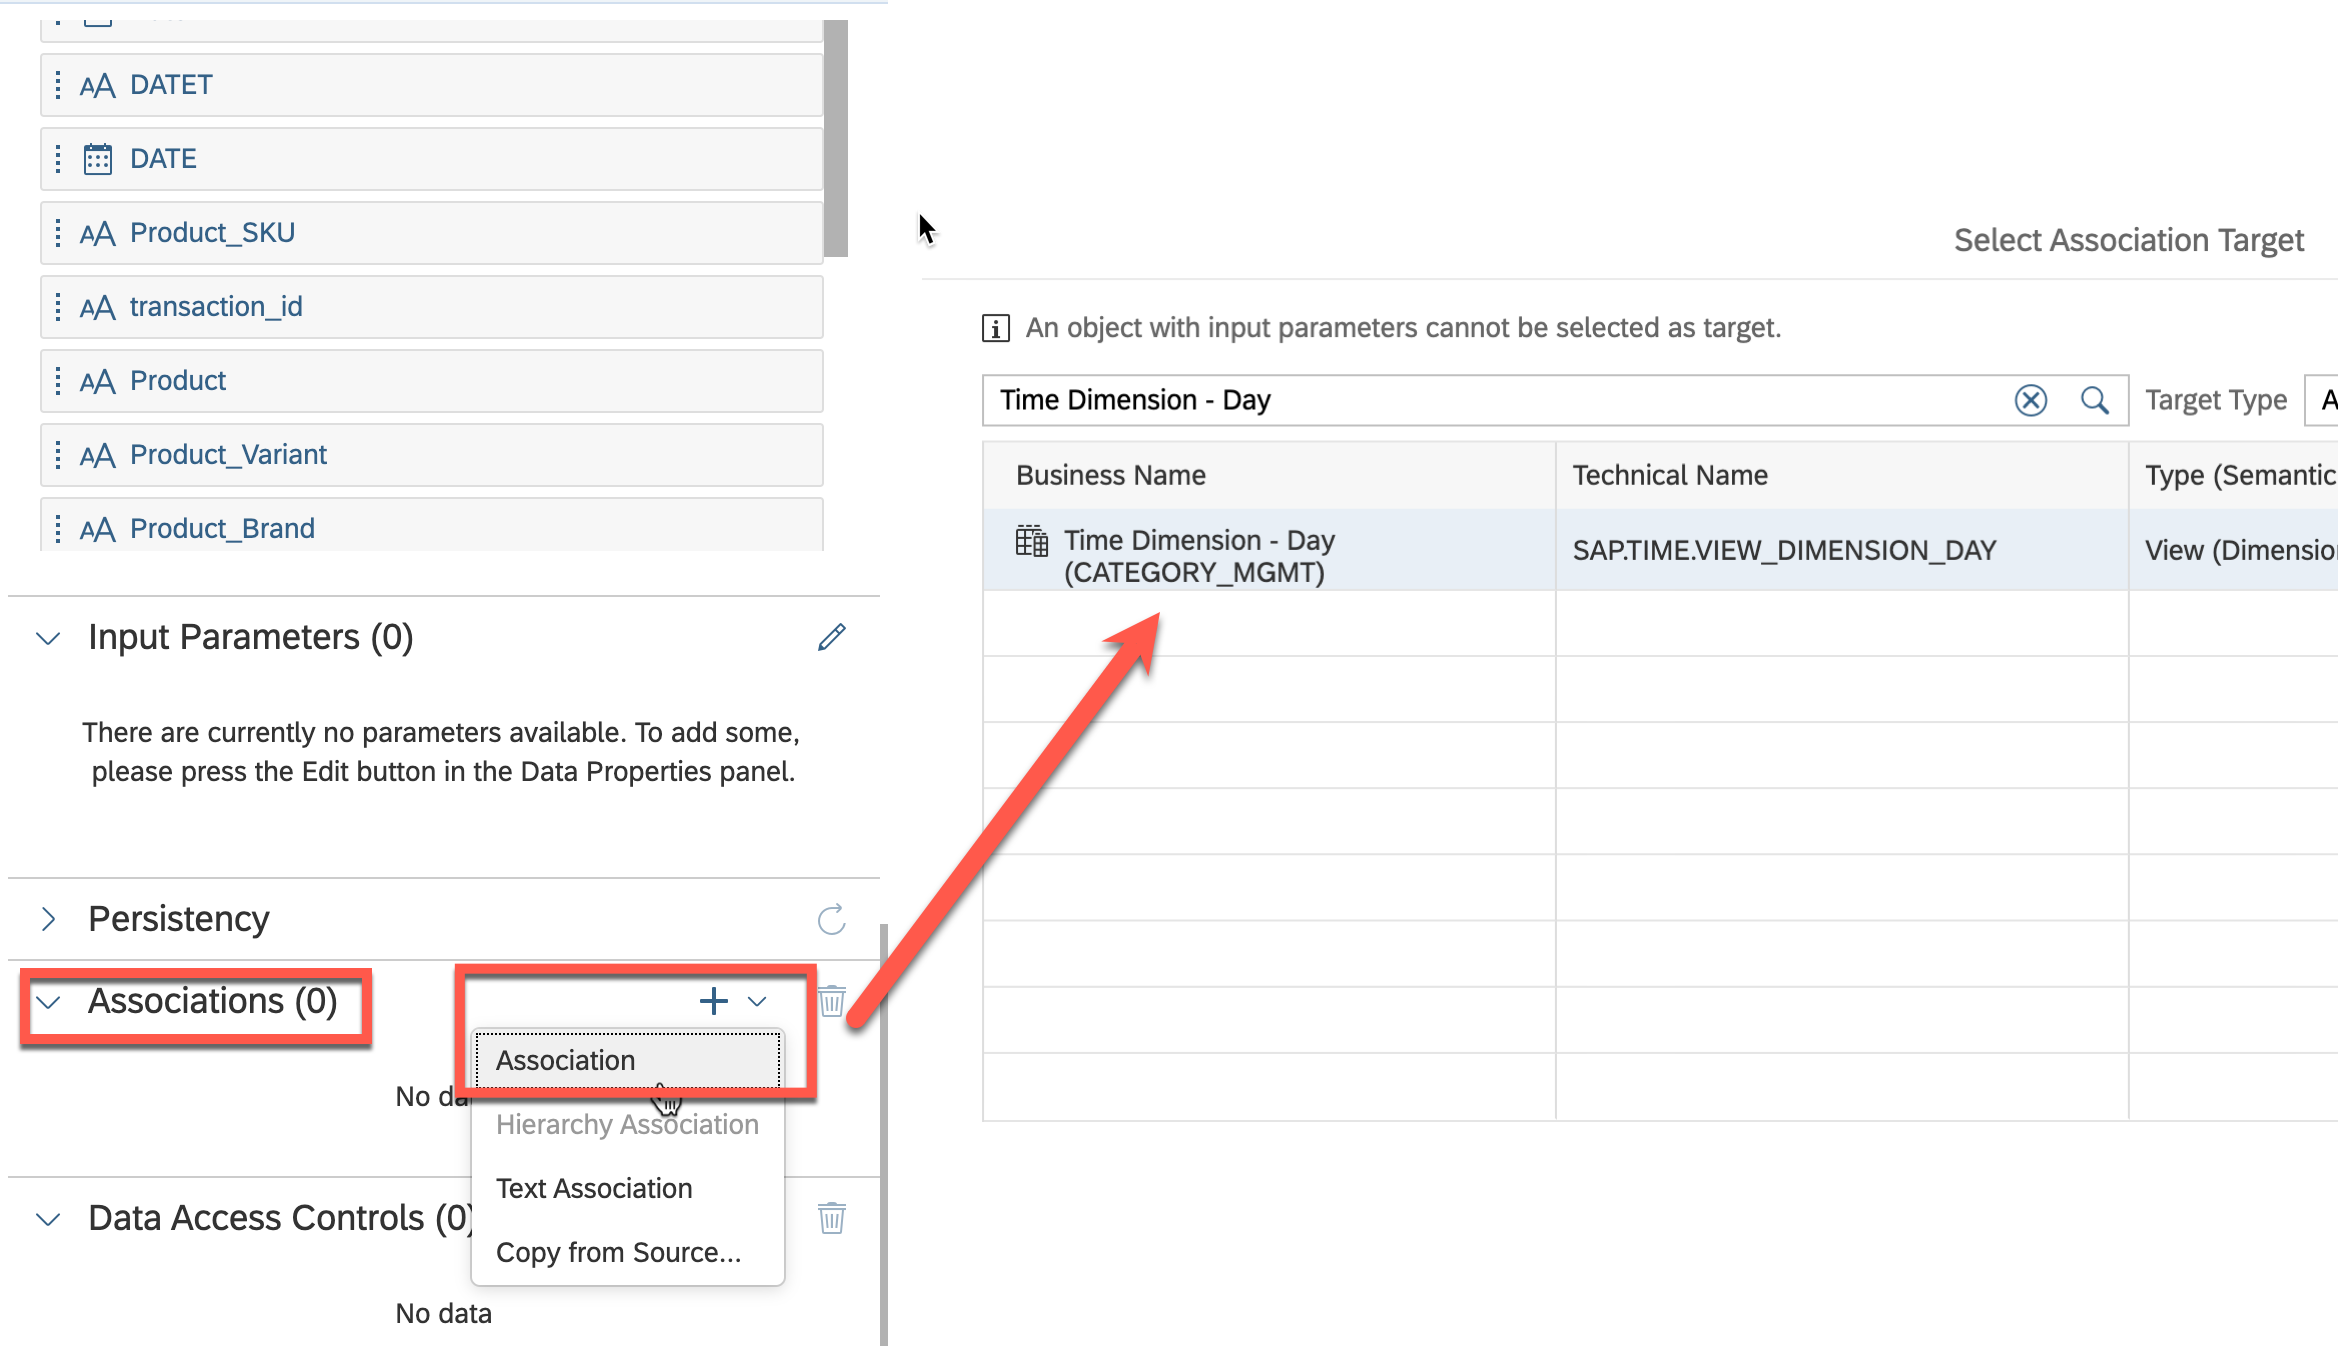 DATET
DATE
Product_SKU
transaction_id
Product
Product_Variant
Product_Brand
Input Parameters (0)
There are currently no parameters available. To add some,
please press the Edit button in the Data Properties panel.
Persistency
Associations (0)
Association
Hierarchy Association
Text Association
Copy from Source...
Data Access Controls (0)
No data
Select Association Target
An object with input parameters cannot be selected as target.
Time Dimension - Day
Target Type
Business Name
Technical Name
Type (Semantic
Time Dimension - Day
(CATEGORY_MGMT)
SAP.TIME.VIEW_DIMENSION_DAY
View (Dimension